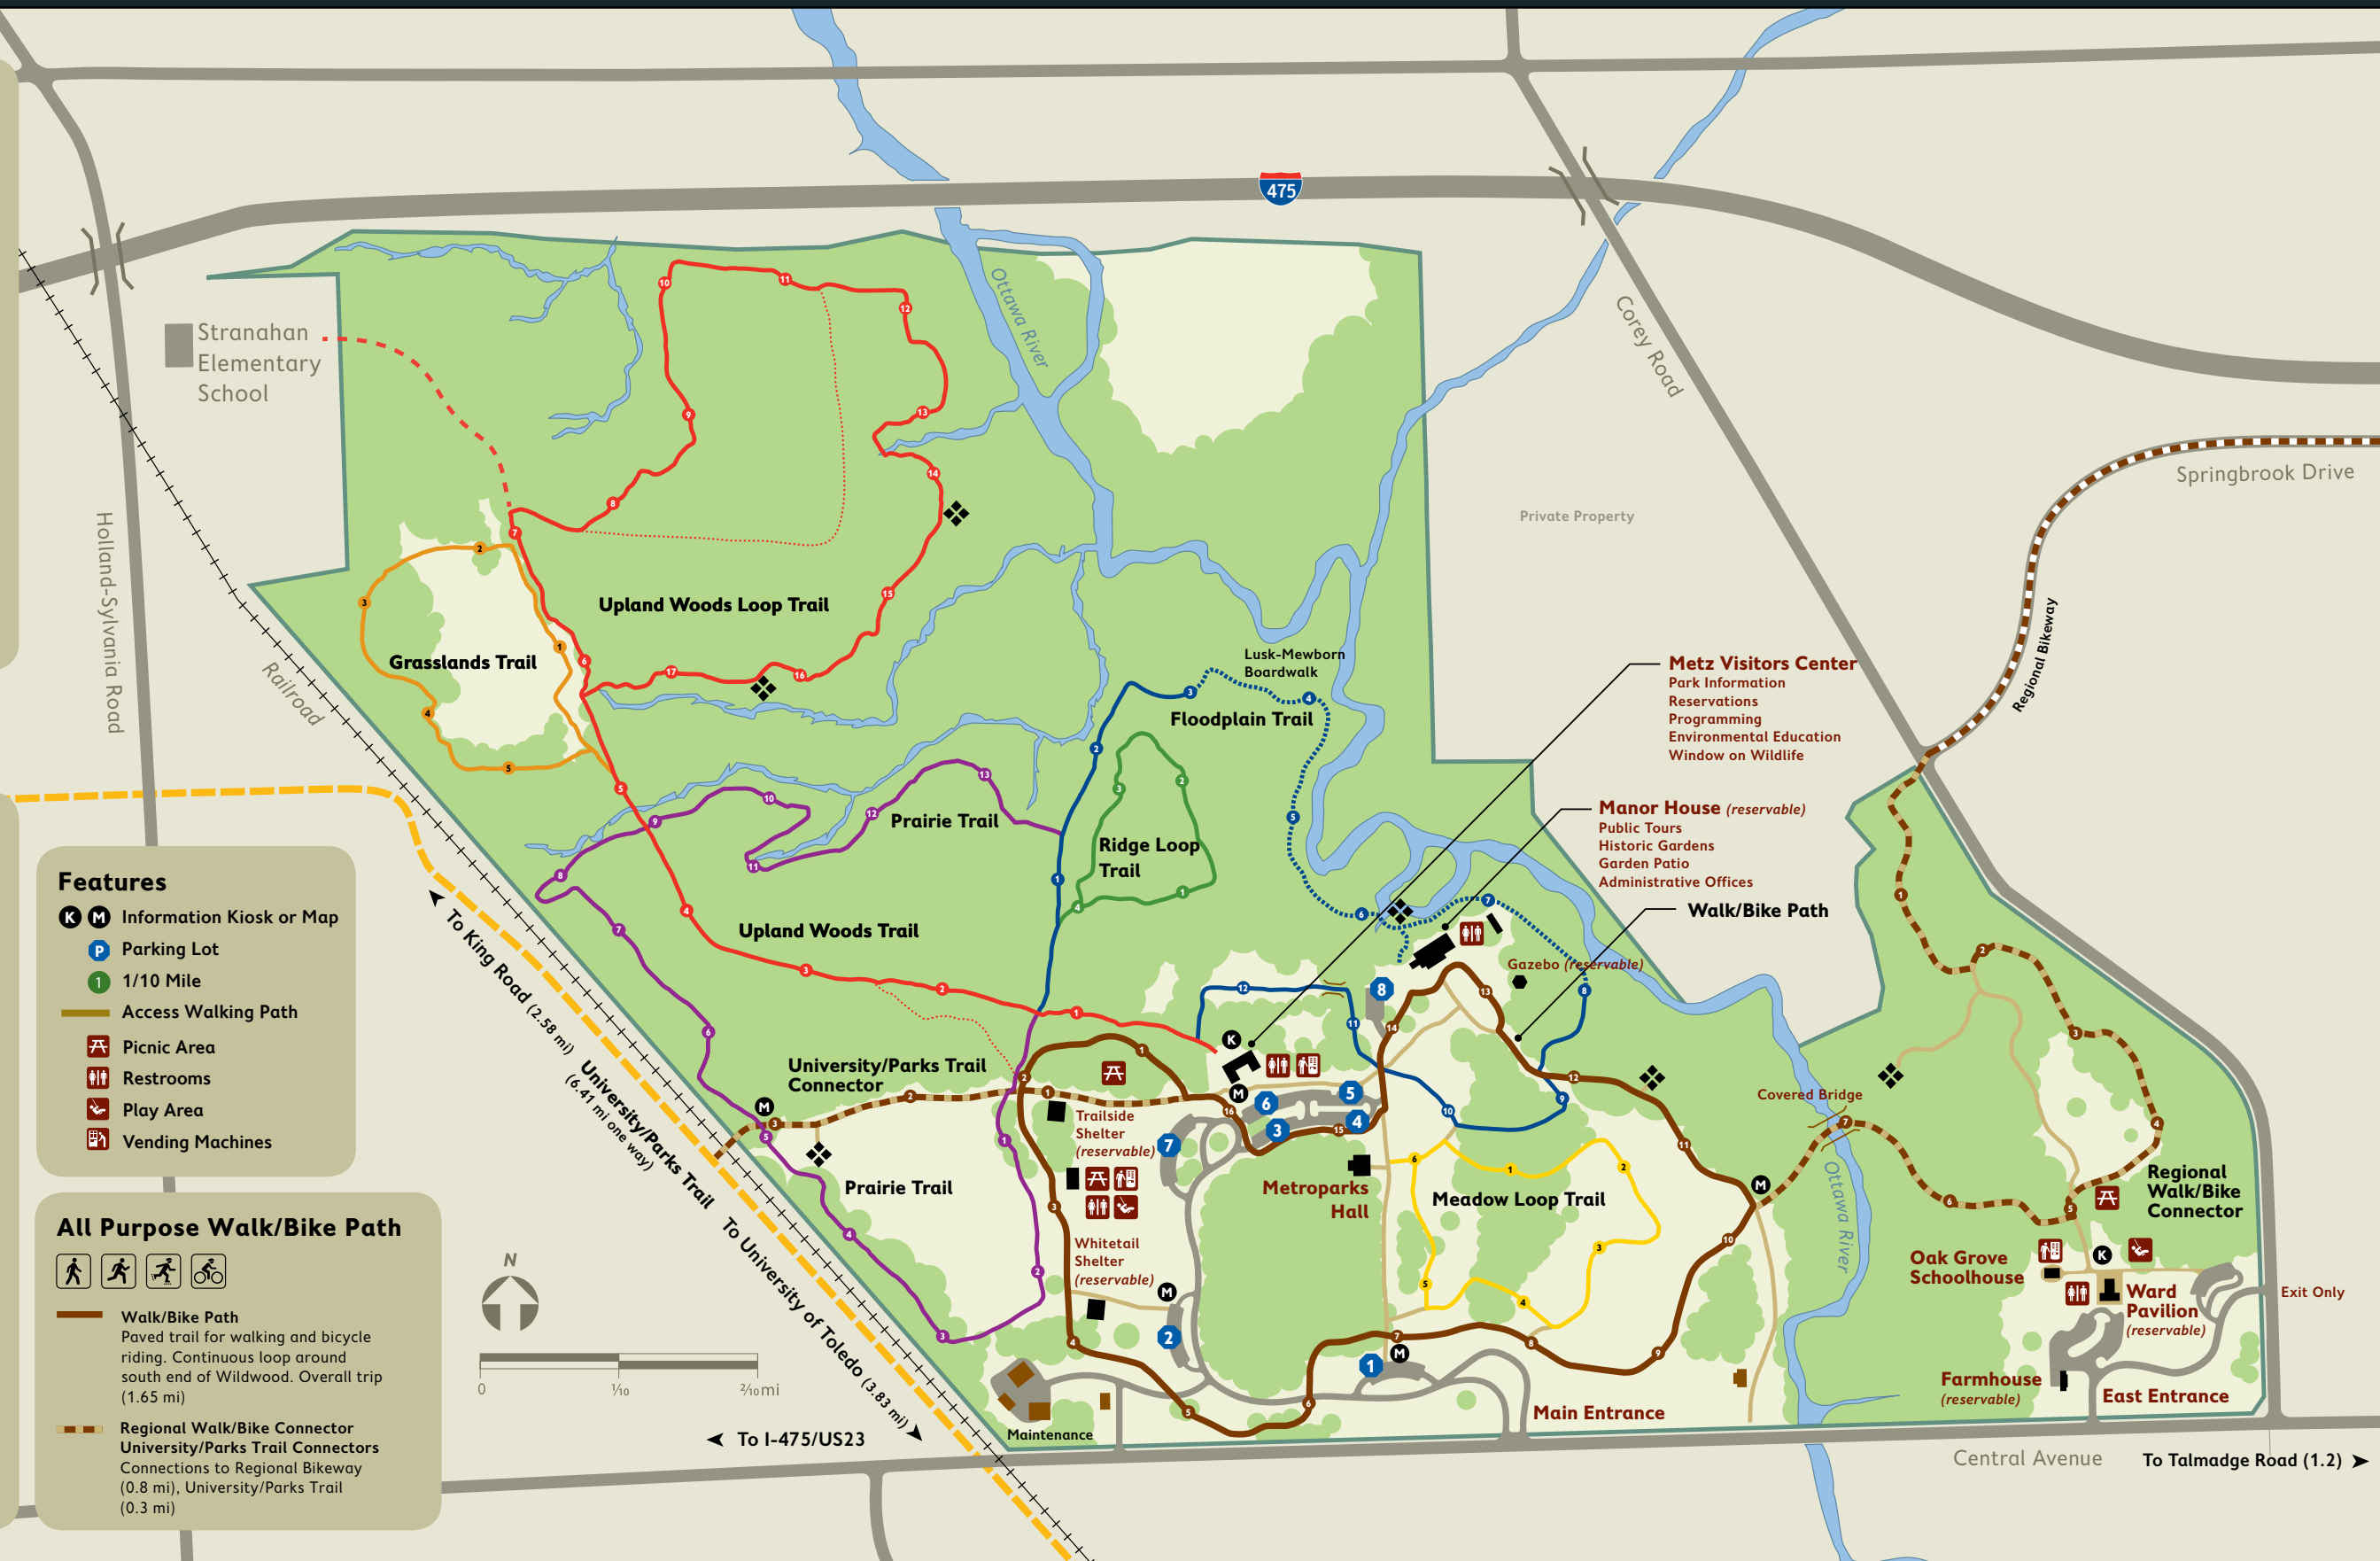 475
Stranahan
Elementary
School
Ottawa River
Corey Road
Springbrook Drive
Private Property
Regional Bikeway
Holland-Sylvania Road
Railroad
Upland Woods Loop Trail
Grasslands Trail
Lusk-Mewborn
Boardwalk
Floodplain Trail
Metz Visitors Center
Park Information
Reservations
Programming
Environmental Education
Window on Wildlife
Manor House (reservable)
Public Tours
Historic Gardens
Garden Patio
Administrative Offices
Walk/Bike Path
Prairie Trail
Ridge Loop
Trail
Upland Woods Trail
Gazebo (reservable)
University/Parks Trail
Connector
Covered Bridge
Trailside
Shelter
(reservable)
Prairie Trail
Metroparks
Hall
Meadow Loop Trail
Regional
Walk/Bike
Connector
Whitetail
Shelter
(reservable)
Ottawa River
Oak Grove
Schoolhouse
Ward
Pavilion
(reservable)
Exit Only
Farmhouse
(reservable)
East Entrance
Main Entrance
Maintenance
Central Avenue
To Talmadge Road (1.2)
To I-475/US23
To King Road (2.58 mi)
University/Parks Trail
(6.41 mi one way)
To University of Toledo (3.83 mi)
N
0 1/10 2/10 mi
Features
K M Information Kiosk or Map
P Parking Lot
1 1/10 Mile
Access Walking Path
Picnic Area
Restrooms
Play Area
Vending Machines
All Purpose Walk/Bike Path
Walk/Bike Path
Paved trail for walking and bicycle
riding. Continuous loop around
south end of Wildwood. Overall trip
(1.65 mi)
Regional Walk/Bike Connector
University/Parks Trail Connectors
Connections to Regional Bikeway
(0.8 mi), University/Parks Trail
(0.3 mi)